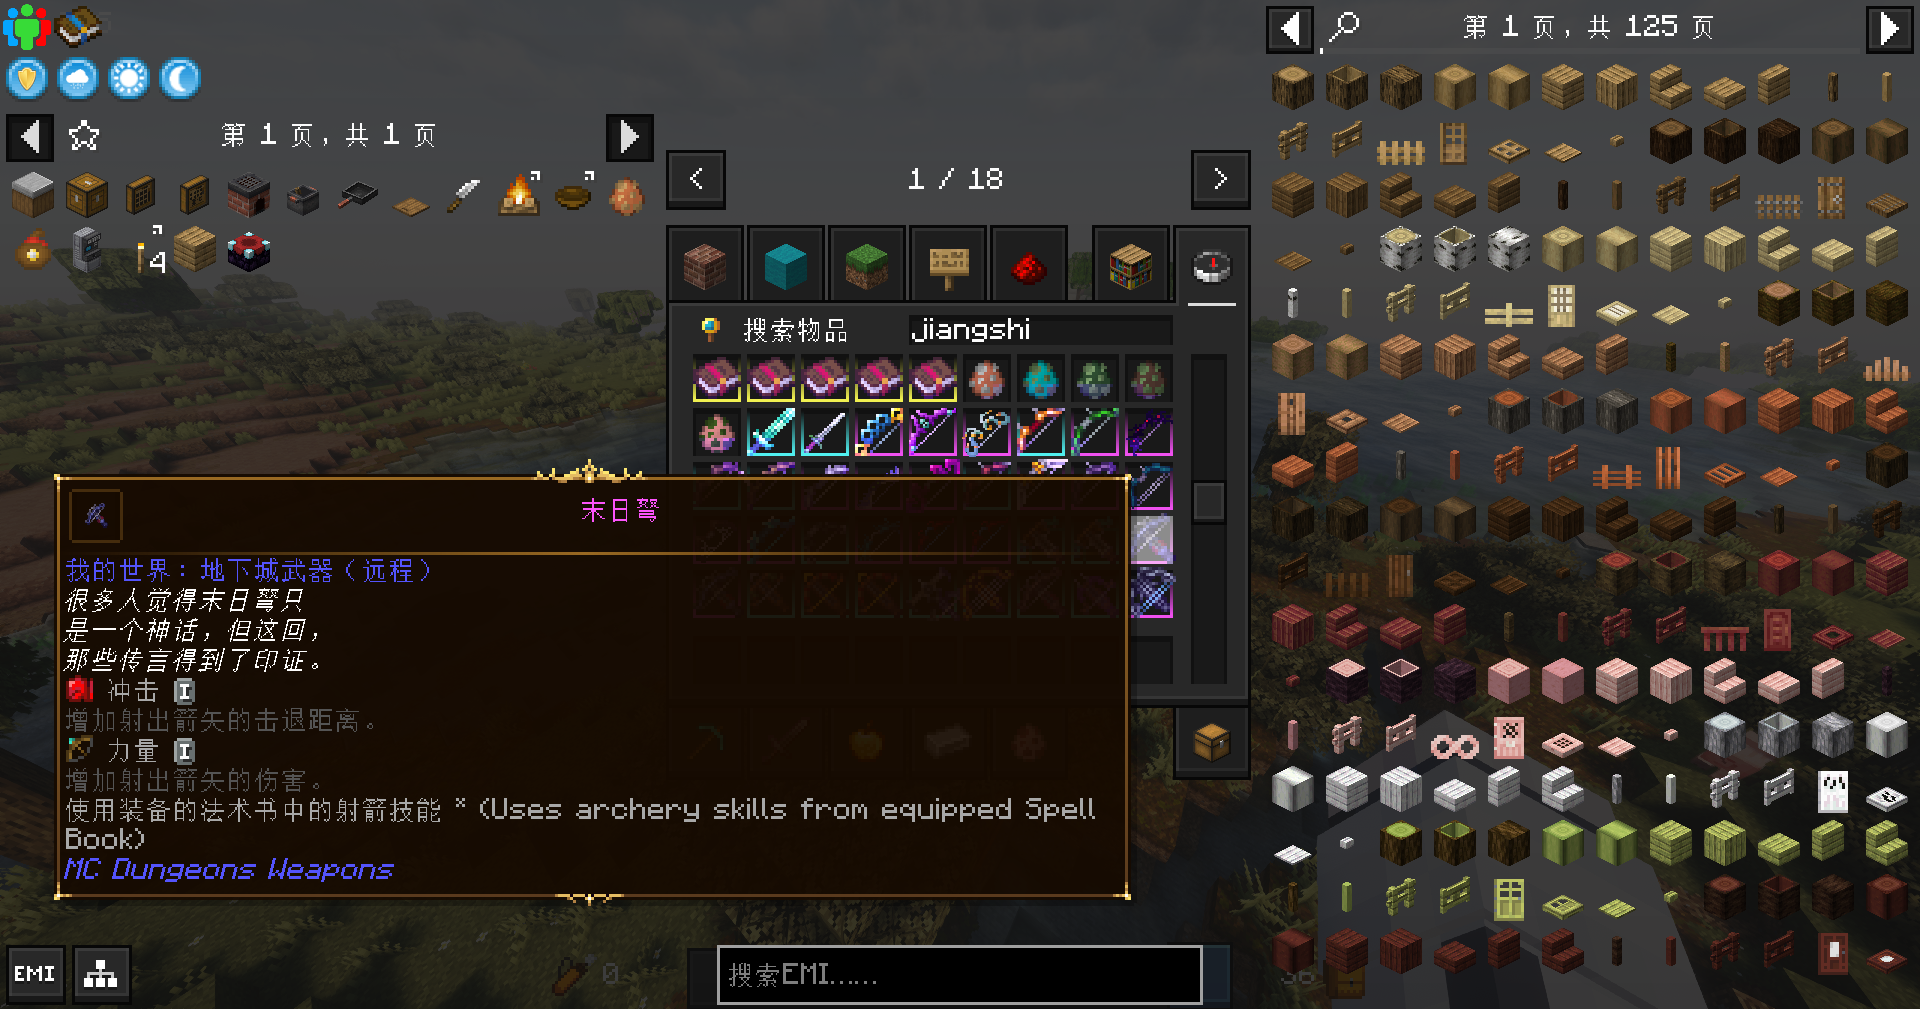 第 1 页，共 125 页
第 1 页，共 1 页
1 / 18
4
搜索物品
jiangshi
末日弩
我的世界：地下城武器（远程）
很多人觉得末日弩只
是一个神话，但这回，
那些传言得到了印证。
冲击 I
增加射出箭矢的击退距离。
力量 I
增加射出箭矢的伤害。
使用装备的法术书中的射箭技能 * (Uses archery skills from equipped Spell
Book)
MC Dungeons Weapons
EMI
0
搜索EMI......